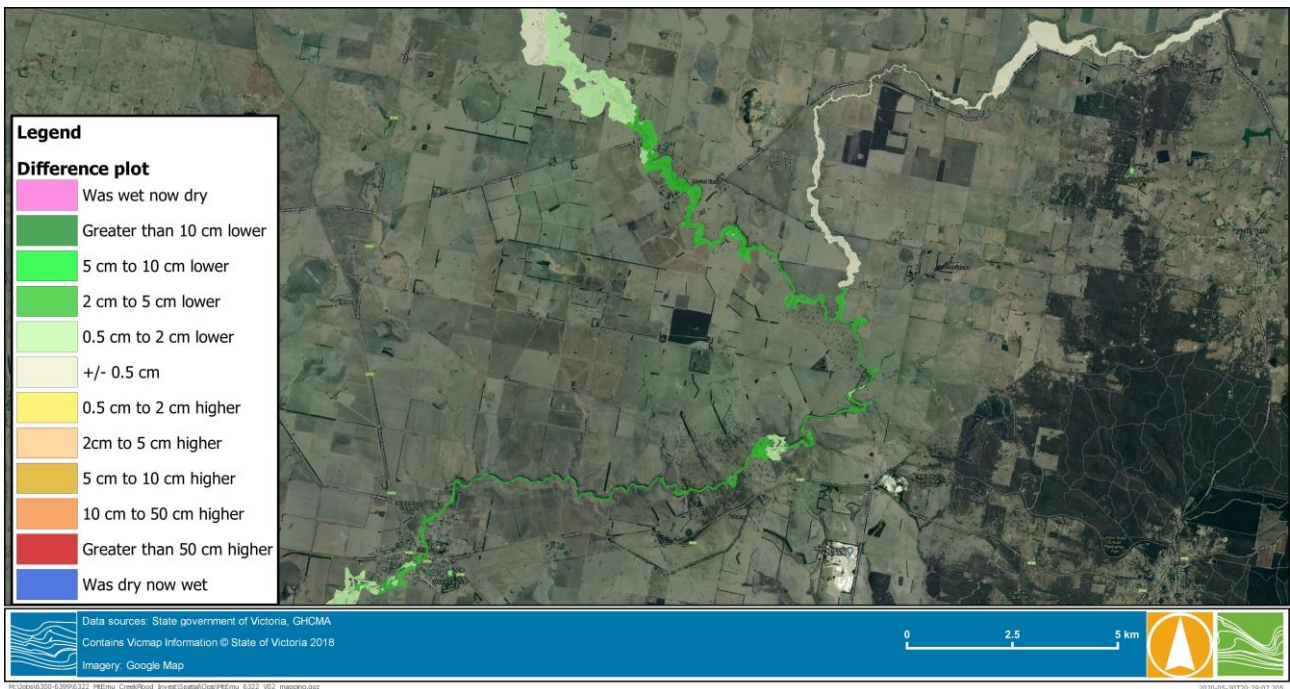 Legend
Difference plot
Was wet now dry
Greater than 10 cm lower
5 cm to 10 cm lower
2 cm to 5 cm lower
0.5 cm to 2 cm lower
+/- 0.5 cm
0.5 cm to 2 cm higher
2cm to 5 cm higher
5 cm to 10 cm higher
10 cm to 50 cm higher
Greater than 50 cm higher
Was dry now wet
Data sources: State government of Victoria, GHCMA
Contains Vicmap Information © State of Victoria 2018
Imagery: Google Map
0 2.5 5 km